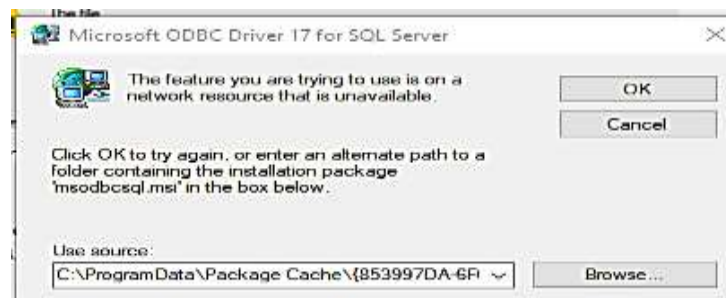 The file
Microsoft ODBC Driver 17 for SQL Server
The feature you are trying to use is on a
network resource that is unavailable.
OK
Cancel
Click OK to try again, or enter an alternate path to a
folder containing the installation package
'msodbcsql.msi' in the box below.
Use source:
C:\ProgramData\Package Cache\{853997DA-6F
Browse...